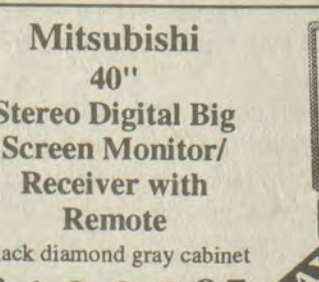 Mitsubishi
40"
Stereo Digital Big
Screen Monitor/
Receiver with
Remote
diamond gray cabinet